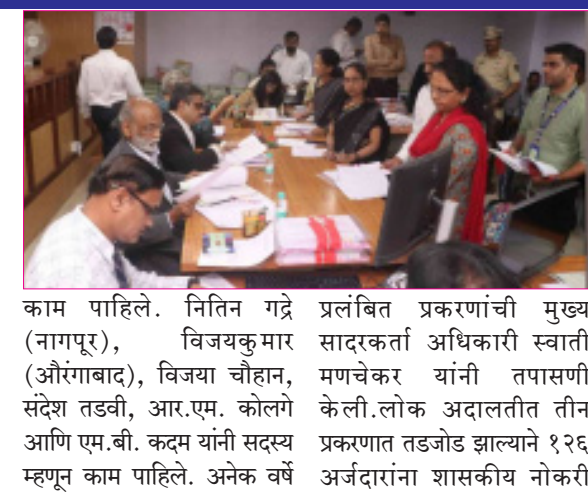 काम पाहिले. नितिन गद्रे
(नागपूर), विजयकुमार
(औरंगाबाद), विजया चौहान,
संदेश तडवी, आर.एम. कोलगे
आणि एम.बी. कदम यांनी सदस्य
म्हणून काम पाहिले. अनेक वर्षे
प्रलंबित प्रकरणांची मुख्य
सादरकर्ता अधिकारी स्वाती
मणचेकर यांनी तपासणी
केली.लोक अदालतीत तीन
प्रकरणात तडजोड झाल्याने १२६
अर्जदारांना शासकीय नोकरी